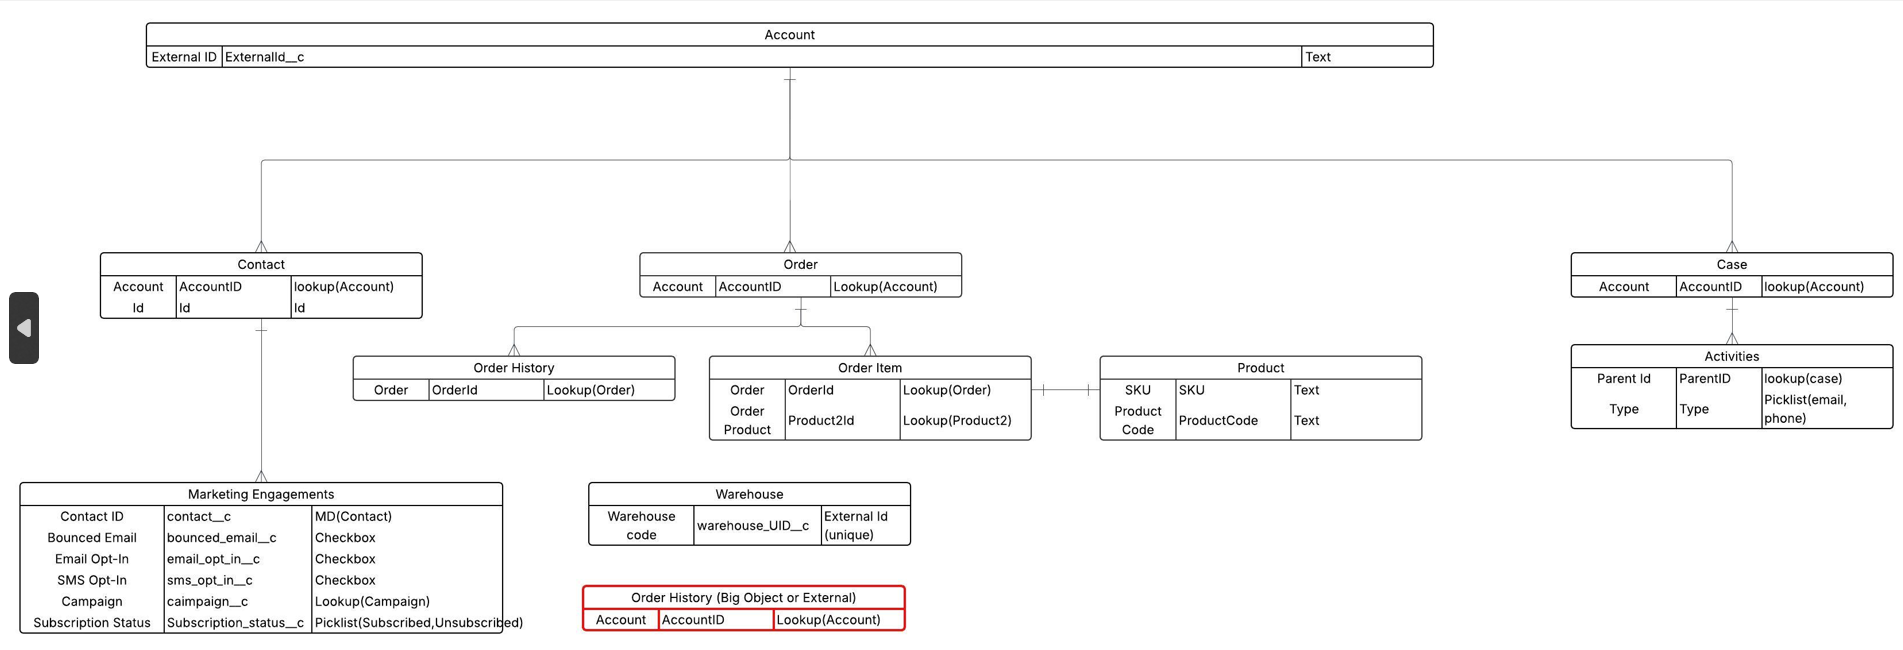 Account
External ID ExternalId__c Text
Contact
Account AccountID lookup(Account)
Id Id Id
Order
Account AccountID Lookup(Account)
Case
Account AccountID lookup(Account)
Order History
Order OrderId Lookup(Order)
Order Item
Order OrderId Lookup(Order)
Order
Product Product2Id Lookup(Product2)
Product
SKU SKU Text
Product
Code ProductCode Text
Activities
Parent Id ParentID lookup(case)
Type Type Picklist(email,
phone)
Marketing Engagements
Contact ID contact__c MD(Contact)
Bounced Email bounced_email__c Checkbox
Email Opt-In email_opt_in__c Checkbox
SMS Opt-In sms_opt_in__c Checkbox
Campaign caimpaign__c Lookup(Campaign)
Subscription Status Subscription_status__c Picklist(Subscribed,Unsubscribed)
Warehouse
Warehouse
code warehouse_UID__c External Id
(unique)
Order History (Big Object or External)
Account AccountID Lookup(Account)